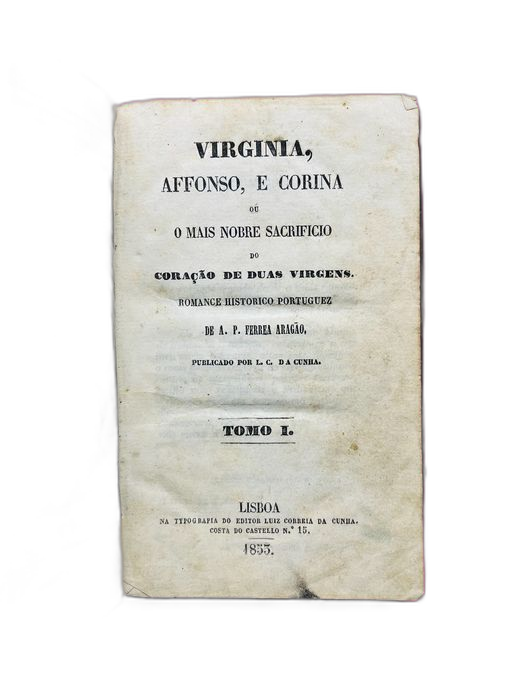 VIRGINIA,
AFFONSO, E CORINA
OU
O MAIS NOBRE SACRIFICIO
DO
CORAÇÃO DE DUAS VIRGENS.
ROMANCE HISTORICO PORTUGUEZ
DE A. P. FERREA ARAGÃO,
PUBLICADO POR L. C. DA CUNHA.
TOMO I.
LISBOA
NA TYPOGRAFIA DO EDITOR LUIZ CORREIA DA CUNHA.
COSTA DO CASTELLO N.º 15.
1853.